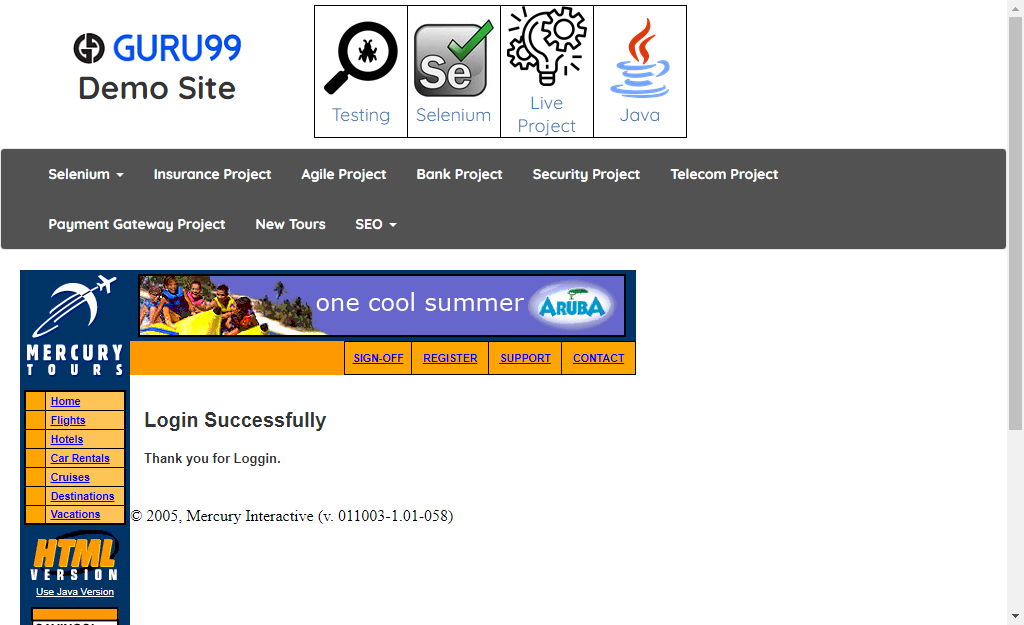 GURU99
Demo Site
Testing
Se
Selenium
Live
Project
Java
Selenium
Insurance Project
Agile Project
Bank Project
Security Project
Telecom Project
Payment Gateway Project
New Tours
SEO
one cool summer
ARUBA
MERCURY
TOURS
SIGN-OFF
REGISTER
SUPPORT
CONTACT
Home
Flights
Hotels
Car Rentals
Cruises
Destinations
Vacations
Login Successfully
Thank you for Loggin.
© 2005, Mercury Interactive (v. 011003-1.01-058)
HTML
VERSION
Use Java Version